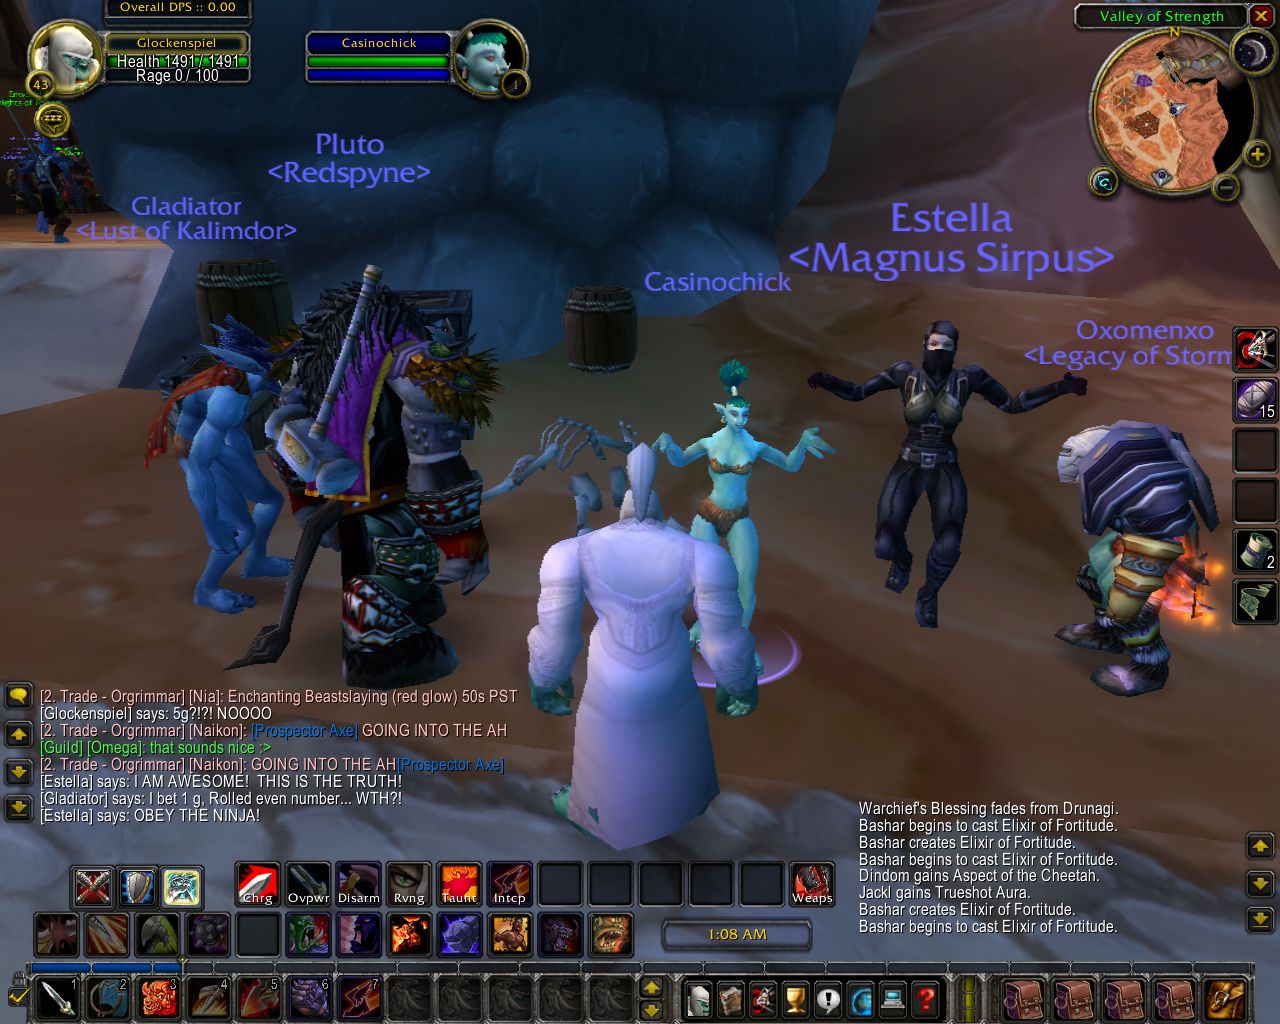 Overall DPS :: 0.00
Glockenspiel
Health 1491 / 1491
Rage 0 / 100
43
zzz
Casinochick
Valley of Strength
N
Pluto
<Redspyne>
Gladiator
<Lust of Kalimdor>
Estella
<Magnus Sirpus>
Casinochick
Oxomenxo
<Legacy of Storm
15
2
[2. Trade - Orgrimmar] [Nia]: Enchanting Beastslaying (red glow) 50s PST
[Glockenspiel] says: 5g?!?! NOOOO
[2. Trade - Orgrimmar] [Naikon]: [Prospector Axe] GOING INTO THE AH
[Guild] [Omega]: that sounds nice :>
[2. Trade - Orgrimmar] [Naikon]: GOING INTO THE AH[Prospector Axe]
[Estella] says: I AM AWESOME!  THIS IS THE TRUTH!
[Gladiator] says: I bet 1 g, Rolled even number... WTH?!
[Estella] says: OBEY THE NINJA!
Warchief's Blessing fades from Drunagi.
Bashar begins to cast Elixir of Fortitude.
Bashar creates Elixir of Fortitude.
Bashar begins to cast Elixir of Fortitude.
Dindom gains Aspect of the Cheetah.
Jackl gains Trueshot Aura.
Bashar creates Elixir of Fortitude.
Bashar begins to cast Elixir of Fortitude.
Chrg Ovpwr Disarm Rvng Taunt Intcp Weaps
1:08 AM
1 2 3 4 5 6 7